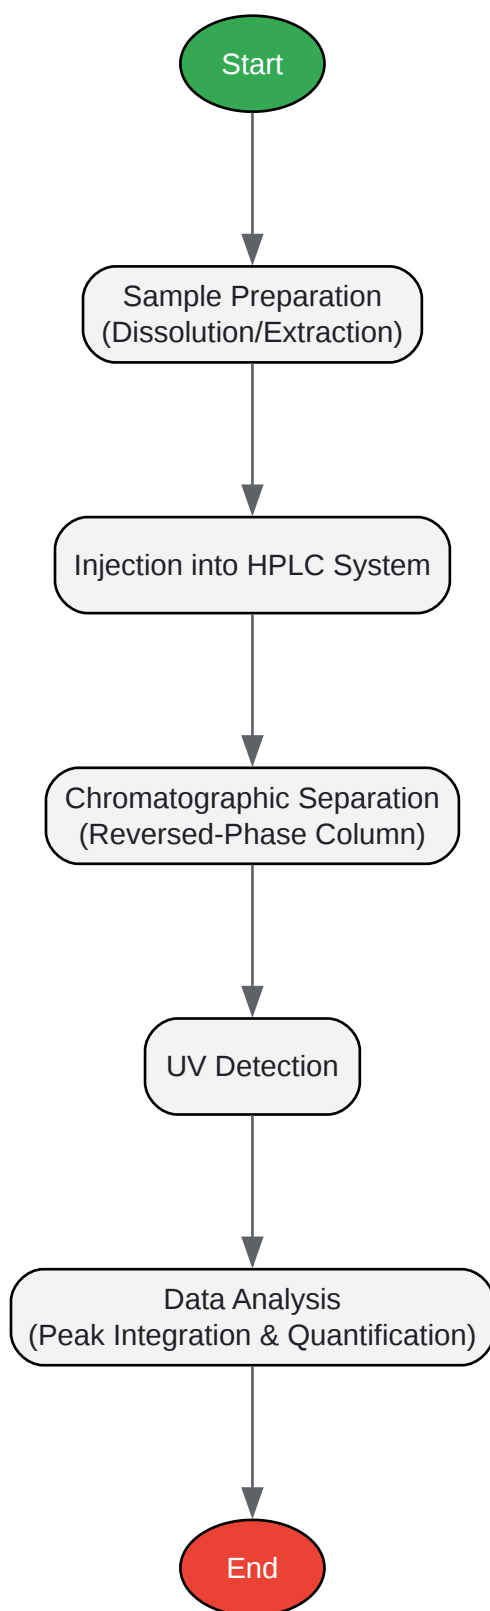 Start
Sample Preparation
(Dissolution/Extraction)
Injection into HPLC System
Chromatographic Separation
(Reversed-Phase Column)
UV Detection
Data Analysis
(Peak Integration & Quantification)
End